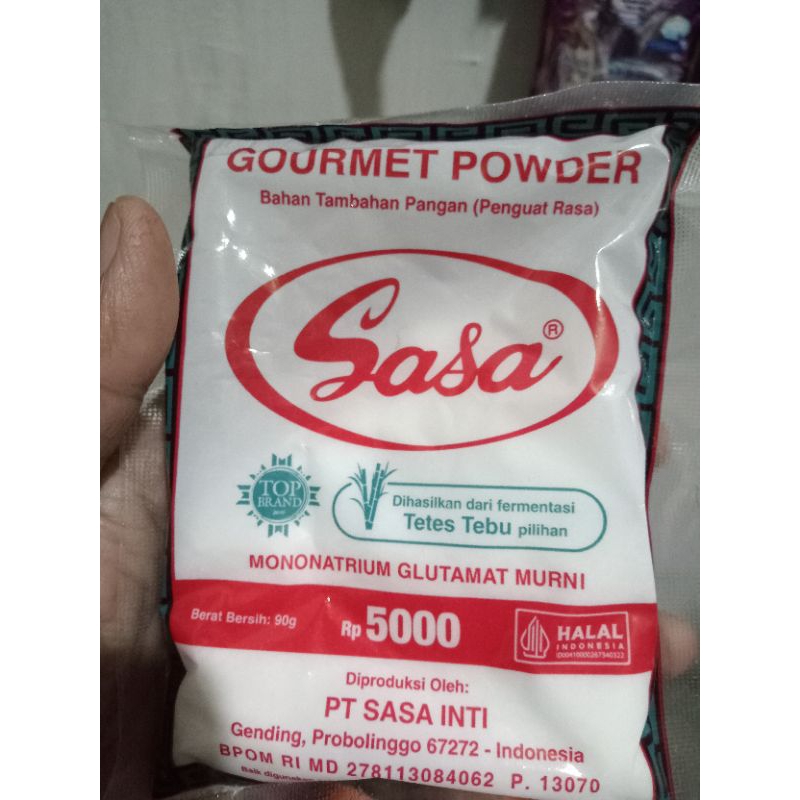 GOURMET POWDER
Bahan Tambahan Pangan (Penguat Rasa)
Sasa®
TOP
BRAND
Dihasilkan dari fermentasi
Tetes Tebu pilihan
MONONATRIUM GLUTAMAT MURNI
Berat Bersih: 90g
Rp 5000
HALAL
INDONESIA
Diproduksi Oleh:
PT SASA INTI
Gending, Probolinggo 67272 - Indonesia
BPOM RI MD 278113084062 P. 13070
Baik digunakan